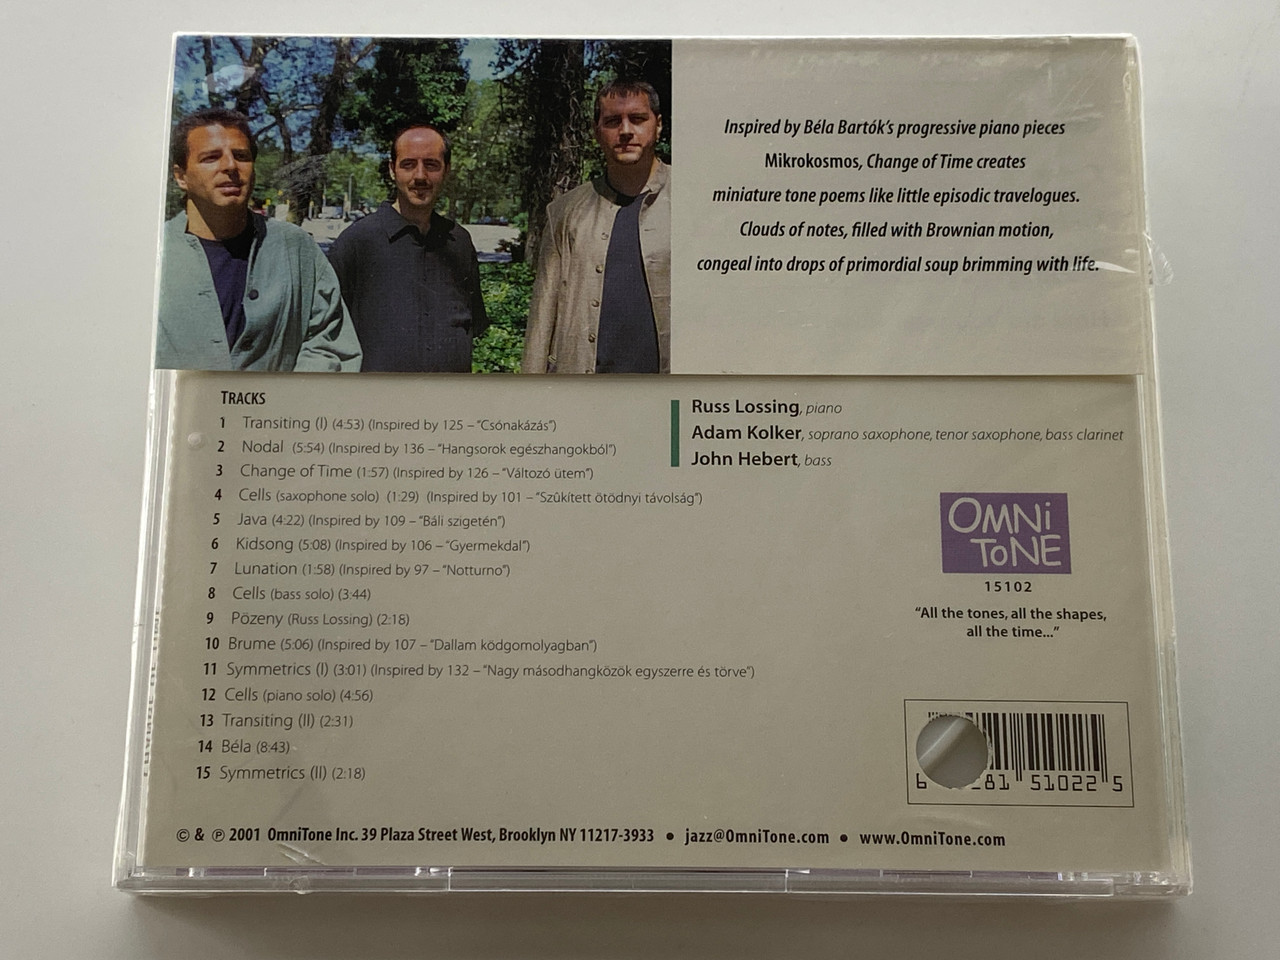 Inspired by Béla Bartók's progressive piano pieces
Mikrokosmos, Change of Time creates
miniature tone poems like little episodic travelogues.
Clouds of notes, filled with Brownian motion,
congeal into drops of primordial soup brimming with life.
TRACKS
1 Transiting (I) (4:53) (Inspired by 125 – "Csónakázás")
2 Nodal (5:54) (Inspired by 136 – "Hangsorok egészhangokból")
3 Change of Time (1:57) (Inspired by 126 – "Változó ütem")
4 Cells (saxophone solo) (1:29) (Inspired by 101 – "Szûkített ötödnyi távolság")
5 Java (4:22) (Inspired by 109 – "Báli szigetén")
6 Kidsong (5:08) (Inspired by 106 – "Gyermekdal")
7 Lunation (1:58) (Inspired by 97 – "Notturno")
8 Cells (bass solo) (3:44)
9 Pözeny (Russ Lossing) (2:18)
10 Brume (5:06) (Inspired by 107 – "Dallam ködgomolyagban")
11 Symmetrics (I) (3:01) (Inspired by 132 – "Nagy másodhangközök egyszerre és törve")
12 Cells (piano solo) (4:56)
13 Transiting (II) (2:31)
14 Béla (8:43)
15 Symmetrics (II) (2:18)
Russ Lossing, piano
Adam Kolker, soprano saxophone, tenor saxophone, bass clarinet
John Hebert, bass
OMNi
ToNE
15102
"All the tones, all the shapes,
all the time..."
6 281 51022 5
© & ℗ 2001 OmniTone Inc. 39 Plaza Street West, Brooklyn NY 11217-3933 ● jazz@OmniTone.com ● www.OmniTone.com